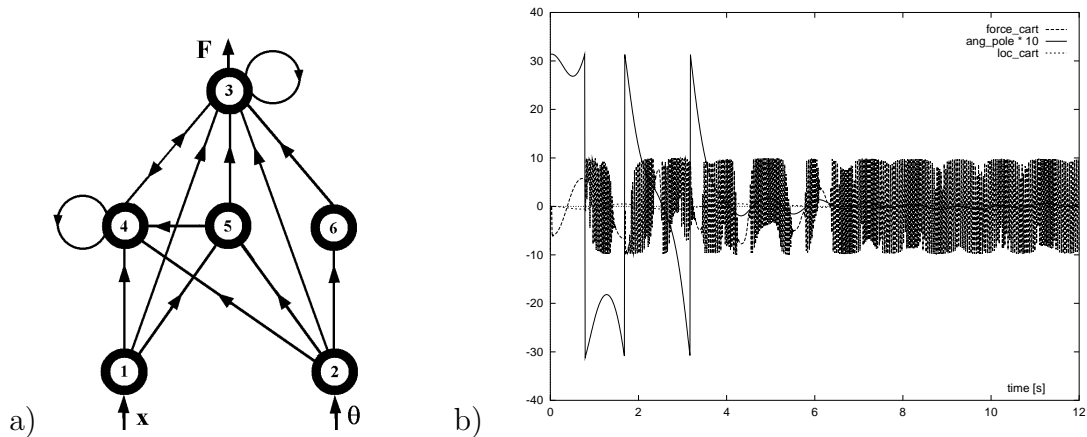 F
3
4
5
6
1
2
x
θ
a)
40
30
20
10
0
-10
-20
-30
-40
force_cart
ang_pole * 10
loc_cart
time [s]
0 2 4 6 8 10 12
b)